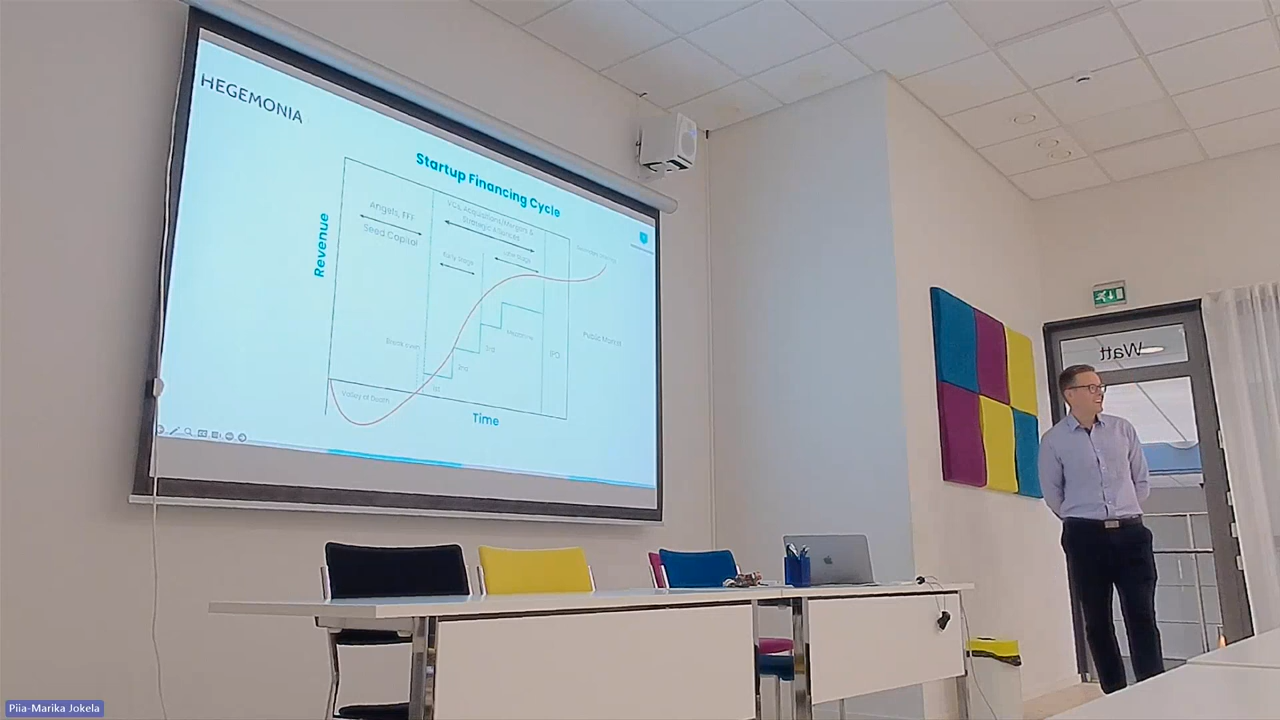 HEGEMONIA
Startup Financing Cycle
Revenue
Angels, FFF
Seed Capital
VCs, Acquisitions/Mergers &
Strategic Alliances
Early Stage
Later Stage
Break even
Valley of Death
1st
2nd
3rd
Mezzanine
IPO
Public Market
Time
Watt
Piia-Marika Jokela